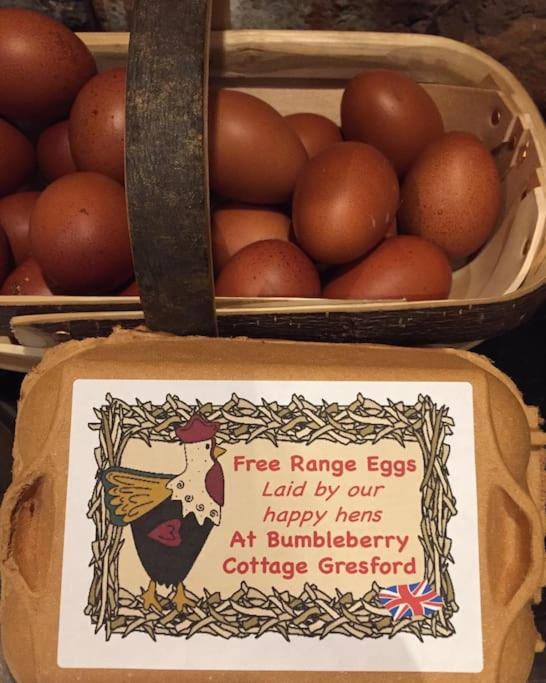 Free Range Eggs
Laid by our
happy hens
At Bumbleberry
Cottage Gresford